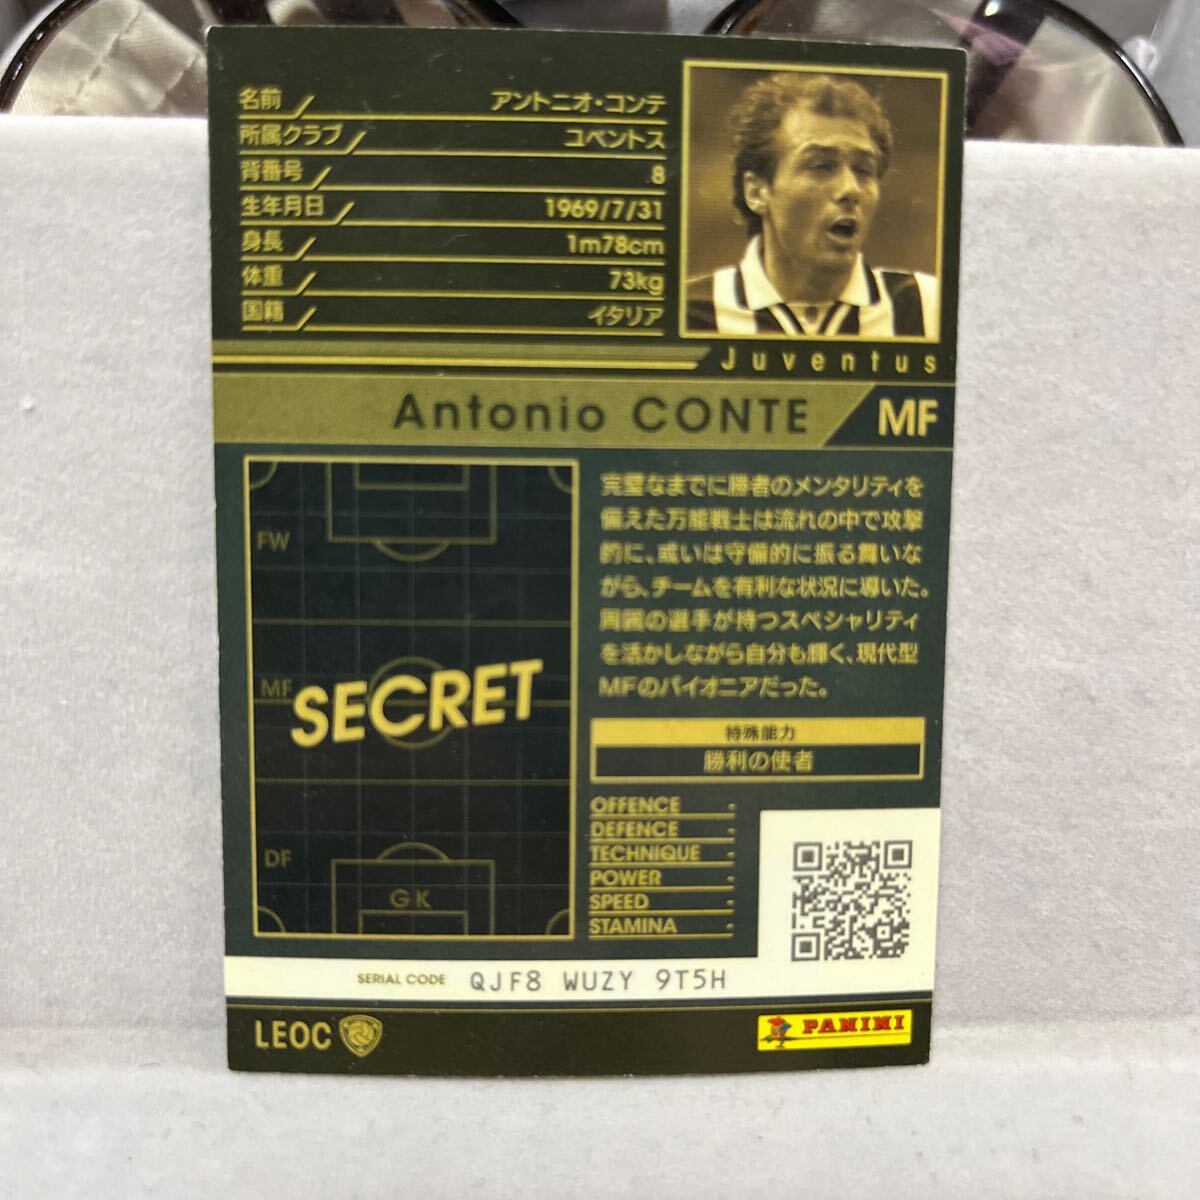 名前 アントニオ・コンテ
所属クラブ ユベントス
背番号 8
生年月日 1969/7/31
身長 1m78cm
体重 73kg
国籍 イタリア
Juventus
Antonio CONTE MF
FW
MF
SECRET
DF
GK
完璧なまでに勝者のメンタリティを
備えた万能戦士は流れの中で攻撃
的に、或いは守備的に振る舞いな
がら、チームを有利な状況に導いた。
周囲の選手が持つスペシャリティ
を活かしながら自分も輝く、現代型
MFのパイオニアだった。
特殊能力
勝利の使者
OFFENCE -
DEFENCE -
TECHNIQUE -
POWER -
SPEED -
STAMINA -
SERIAL CODE QJF8 WUZY 9T5H
LEOC
PANINI